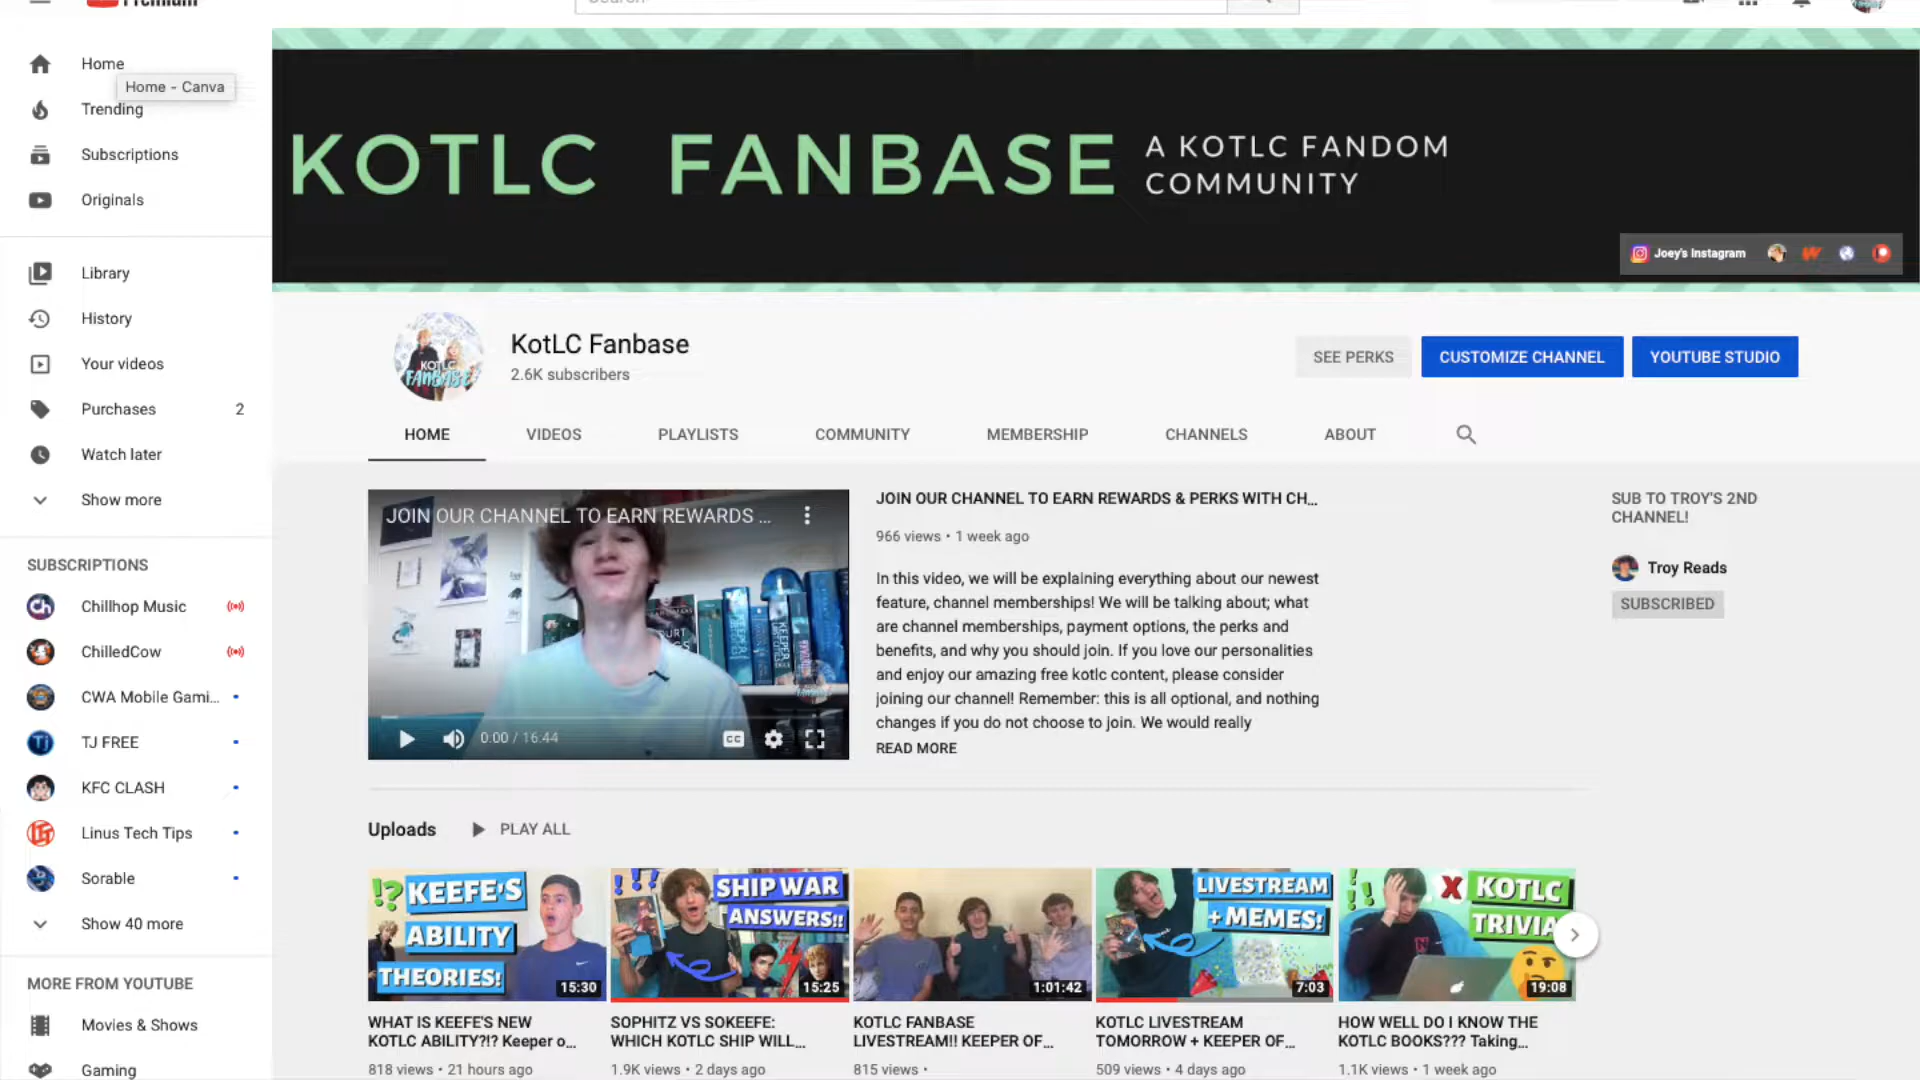 Premium
Search
Home
Home - Canva
Trending
Subscriptions
Originals
Library
History
Your videos
Purchases 2
Watch later
Show more
SUBSCRIPTIONS
Chillhop Music
ChilledCow
CWA Mobile Gami...
TJ FREE
KFC CLASH
Linus Tech Tips
Sorable
Show 40 more
MORE FROM YOUTUBE
Movies & Shows
Gaming
KOTLC FANBASE
A KOTLC FANDOM
COMMUNITY
Joey's Instagram
KotLC Fanbase
2.6K subscribers
SEE PERKS
CUSTOMIZE CHANNEL
YOUTUBE STUDIO
HOME
VIDEOS
PLAYLISTS
COMMUNITY
MEMBERSHIP
CHANNELS
ABOUT
JOIN OUR CHANNEL TO EARN REWARDS ...
0:00 / 16:44
CC
JOIN OUR CHANNEL TO EARN REWARDS & PERKS WITH CH...
966 views • 1 week ago
In this video, we will be explaining everything about our newest
feature, channel memberships! We will be talking about; what
are channel memberships, payment options, the perks and
benefits, and why you should join. If you love our personalities
and enjoy our amazing free kotlc content, please consider
joining our channel! Remember: this is all optional, and nothing
changes if you do not choose to join. We would really
READ MORE
SUB TO TROY'S 2ND
CHANNEL!
Troy Reads
SUBSCRIBED
Uploads
PLAY ALL
!? KEEFE'S
ABILITY
THEORIES!
15:30
WHAT IS KEEFE'S NEW
KOTLC ABILITY?!? Keeper o...
818 views • 21 hours ago
!!! SHIP WAR
ANSWERS!!
15:25
SOPHITZ VS SOKEEFE:
WHICH KOTLC SHIP WILL...
1.9K views • 2 days ago
1:01:42
KOTLC FANBASE
LIVESTREAM!! KEEPER OF...
815 views •
LIVESTREAM
+ MEMES!
7:03
KOTLC LIVESTREAM
TOMORROW + KEEPER OF...
509 views • 4 days ago
!! X KOTLC
TRIVIA
19:08
HOW WELL DO I KNOW THE
KOTLC BOOKS??? Taking...
1.1K views • 1 week ago